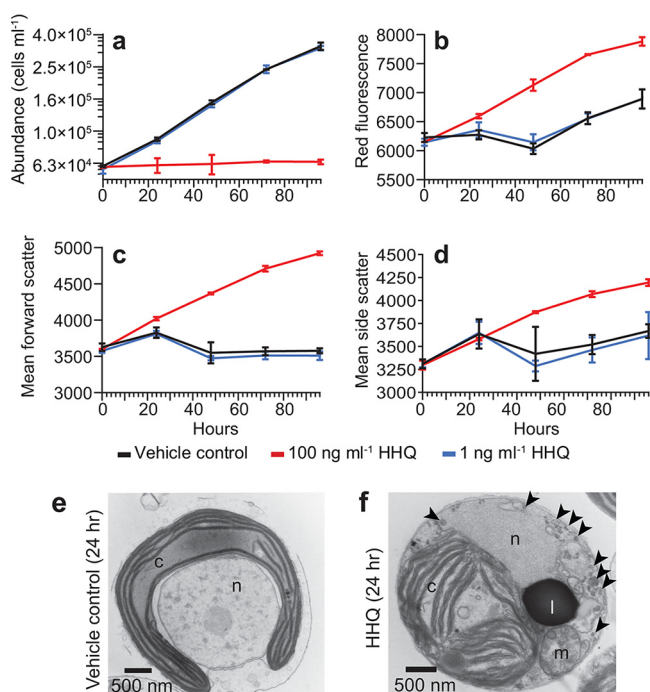 a
Abundance (cells ml⁻¹)
4.0×10⁵
2.5×10⁵
1.6×10⁵
1.0×10⁵
6.3×10⁴
0 20 40 60 80
b
Red fluorescence
8000
7500
7000
6500
6000
5500
0 20 40 60 80
c
Mean forward scatter
5000
4500
4000
3500
3000
0 20 40 60 80
Hours
d
Mean side scatter
4500
4250
4000
3750
3500
3250
3000
0 20 40 60 80
Hours
Vehicle control 100 ng ml⁻¹ HHQ 1 ng ml⁻¹ HHQ
e
Vehicle control (24 hr)
c
n
500 nm
f
HHQ (24 hr)
n
c
l
m
500 nm